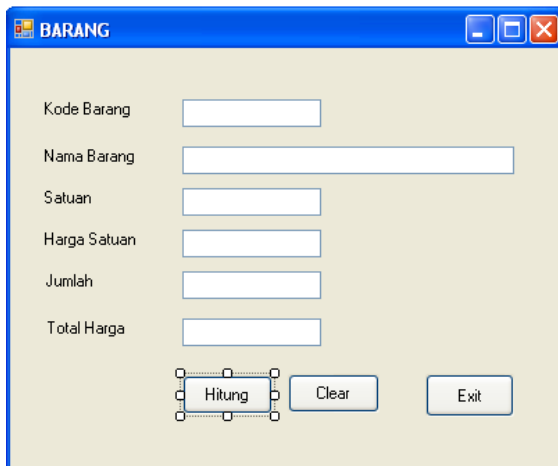 BARANG
Kode Barang
Nama Barang
Satuan
Harga Satuan
Jumlah
Total Harga
Hitung Clear Exit